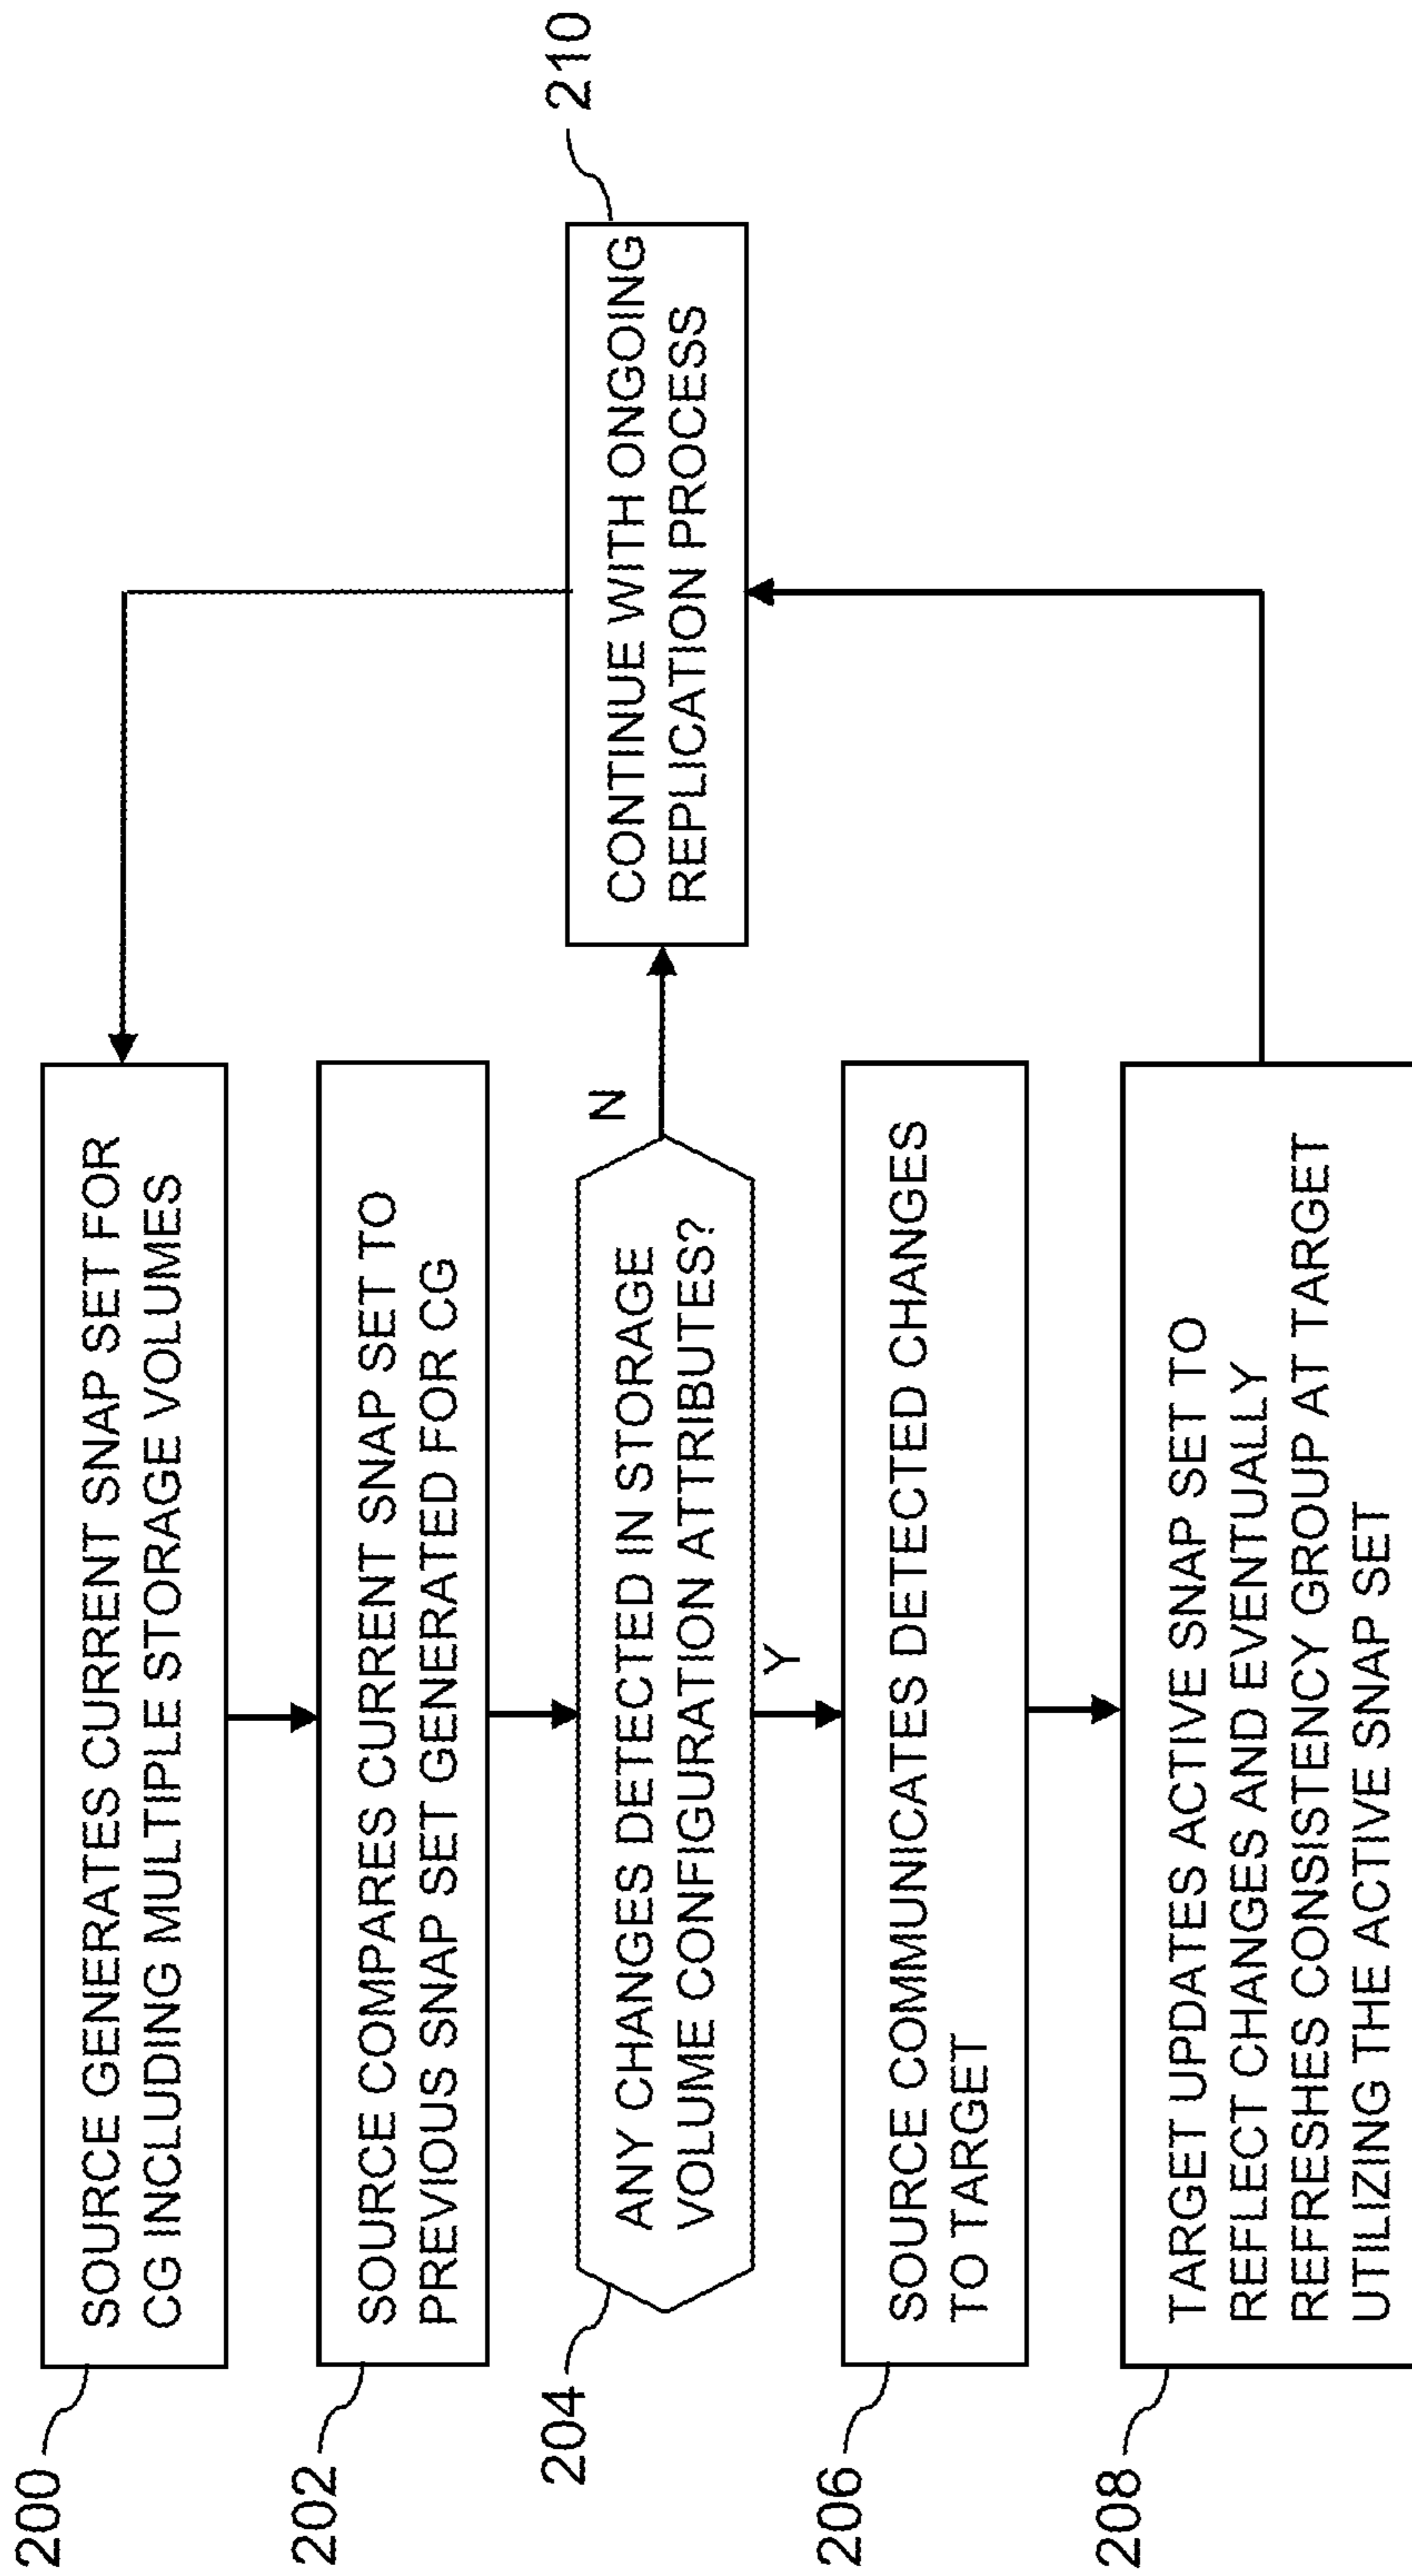 200
SOURCE GENERATES CURRENT SNAP SET FOR
CG INCLUDING MULTIPLE STORAGE VOLUMES
202
SOURCE COMPARES CURRENT SNAP SET TO
PREVIOUS SNAP SET GENERATED FOR CG
204
ANY CHANGES DETECTED IN STORAGE
VOLUME CONFIGURATION ATTRIBUTES?
N
Y
210
CONTINUE WITH ONGOING
REPLICATION PROCESS
206
SOURCE COMMUNICATES DETECTED CHANGES
TO TARGET
208
TARGET UPDATES ACTIVE SNAP SET TO
REFLECT CHANGES AND EVENTUALLY
REFRESHES CONSISTENCY GROUP AT TARGET
UTILIZING THE ACTIVE SNAP SET